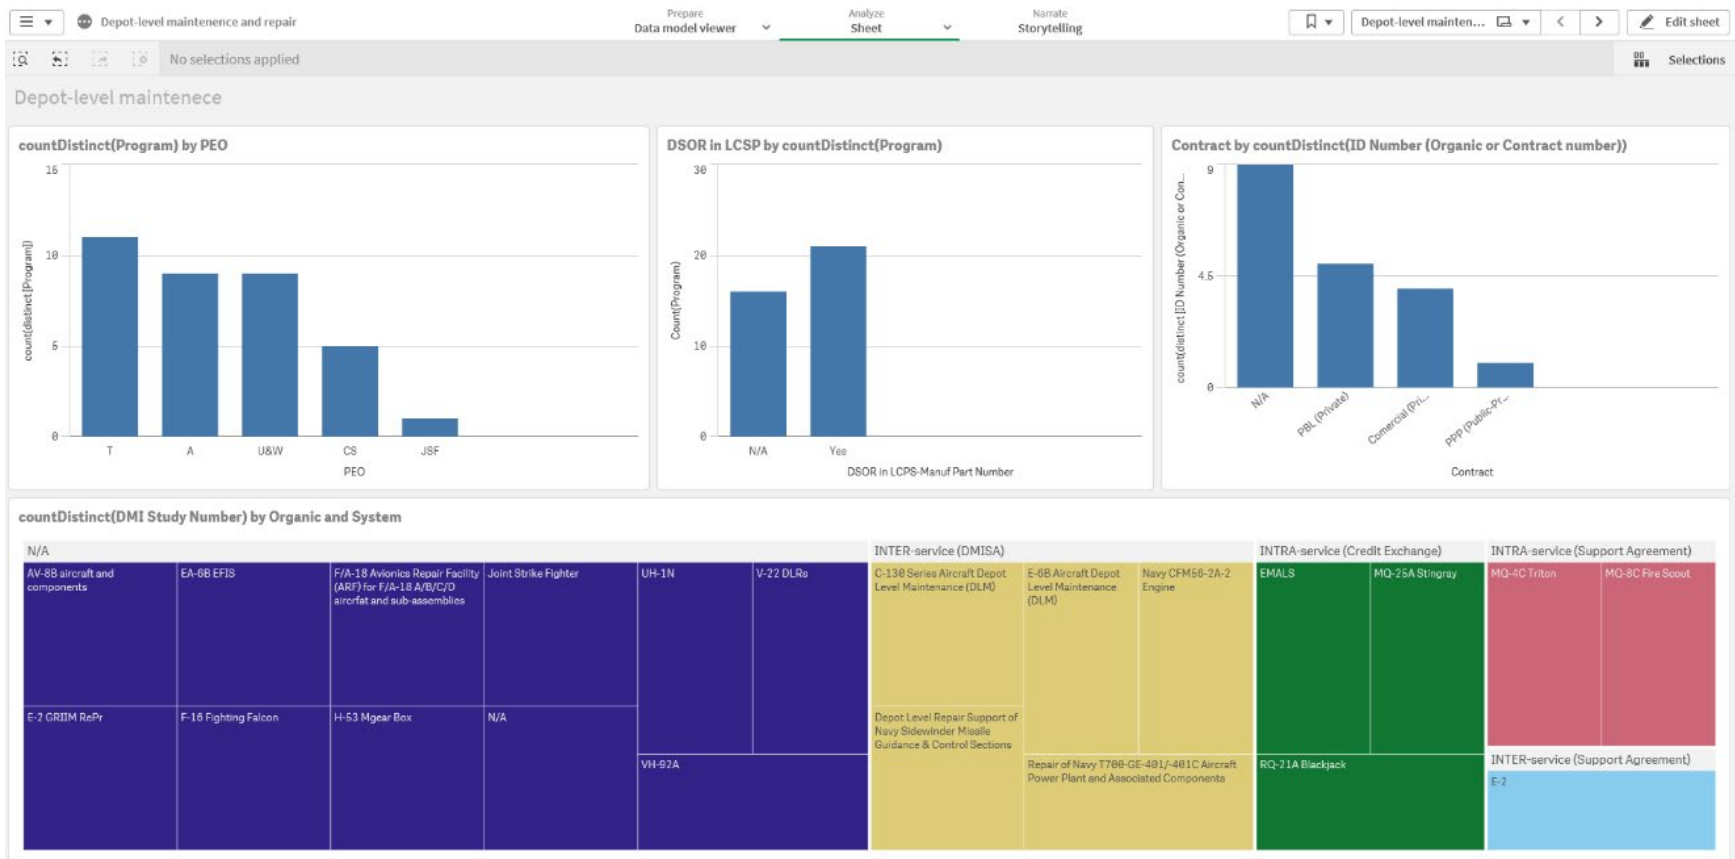 Depot-level maintenence and repair
Prepare
Data model viewer
Analyze
Sheet
Narrate
Storytelling
Depot-level mainten...
Edit sheet
No selections applied
Selections
Depot-level maintenece
countDistinct(Program) by PEO
count(distinct [Program])
15
10
5
0
T
A
U&W
CS
JSF
PEO
DSOR in LCSP by countDistinct(Program)
Count(Program)
30
20
10
0
N/A
Yes
DSOR in LCPS-Manuf Part Number
Contract by countDistinct(ID Number (Organic or Contract number))
count(distinct [ID Number (Organic or Con...
9
4.5
0
N/A
PBL (Private)
Comercial (Pri...
PPP (Public-Pr...
Contract
countDistinct(DMI Study Number) by Organic and System
N/A
AV-8B aircraft and
components
EA-6B EFIS
F/A-18 Avionics Repair Facility
(ARF) for F/A-18 A/B/C/D
aircrfat and sub-assemblies
Joint Strike Fighter
UH-1N
V-22 DLRs
E-2 GRIIM RePr
F-16 Fighting Falcon
H-53 Mgear Box
N/A
VH-92A
INTER-service (DMISA)
C-130 Series Aircraft Depot
Level Maintenance (DLM)
E-6B Aircraft Depot
Level Maintenance
(DLM)
Navy CFM56-2A-2
Engine
Depot Level Repair Support of
Navy Sidewinder Missile
Guidance & Control Sections
Repair of Navy T700-GE-401/-401C Aircraft
Power Plant and Associated Components
INTRA-service (Credit Exchange)
EMALS
MQ-25A Stingray
RQ-21A Blackjack
INTRA-service (Support Agreement)
MQ-4C Triton
MQ-8C Fire Scout
INTER-service (Support Agreement)
E-2